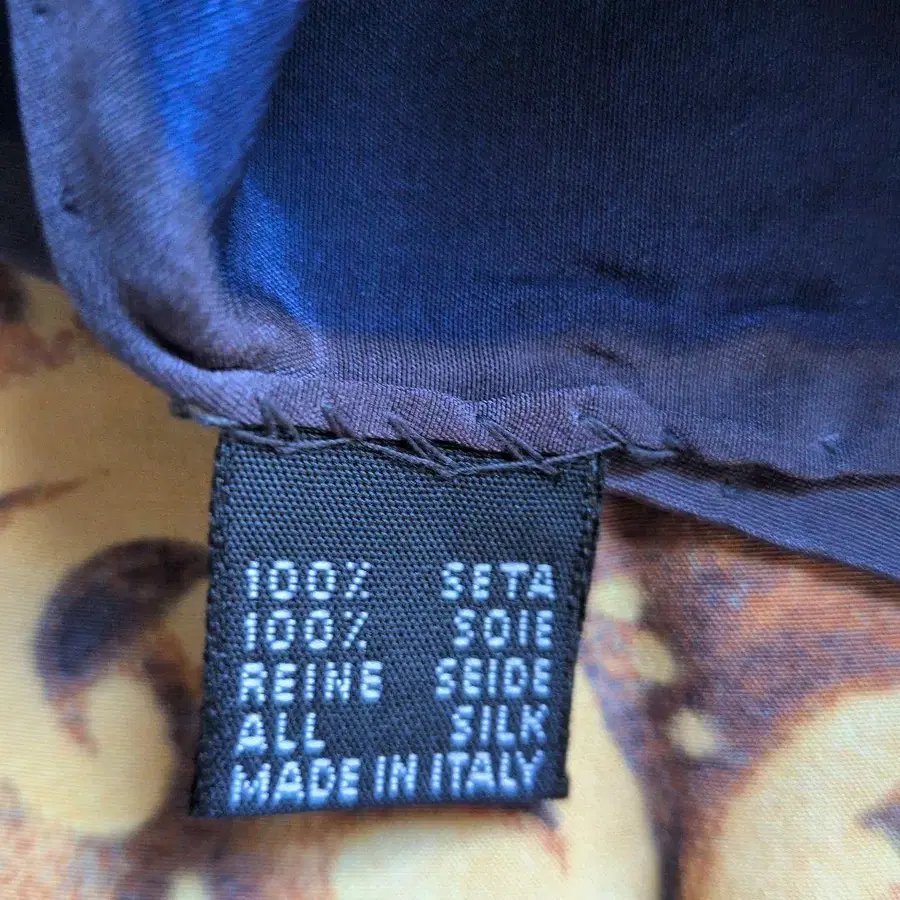 100% SETA
100% SOIE
REINE SEIDE
ALL SILK
MADE IN ITALY